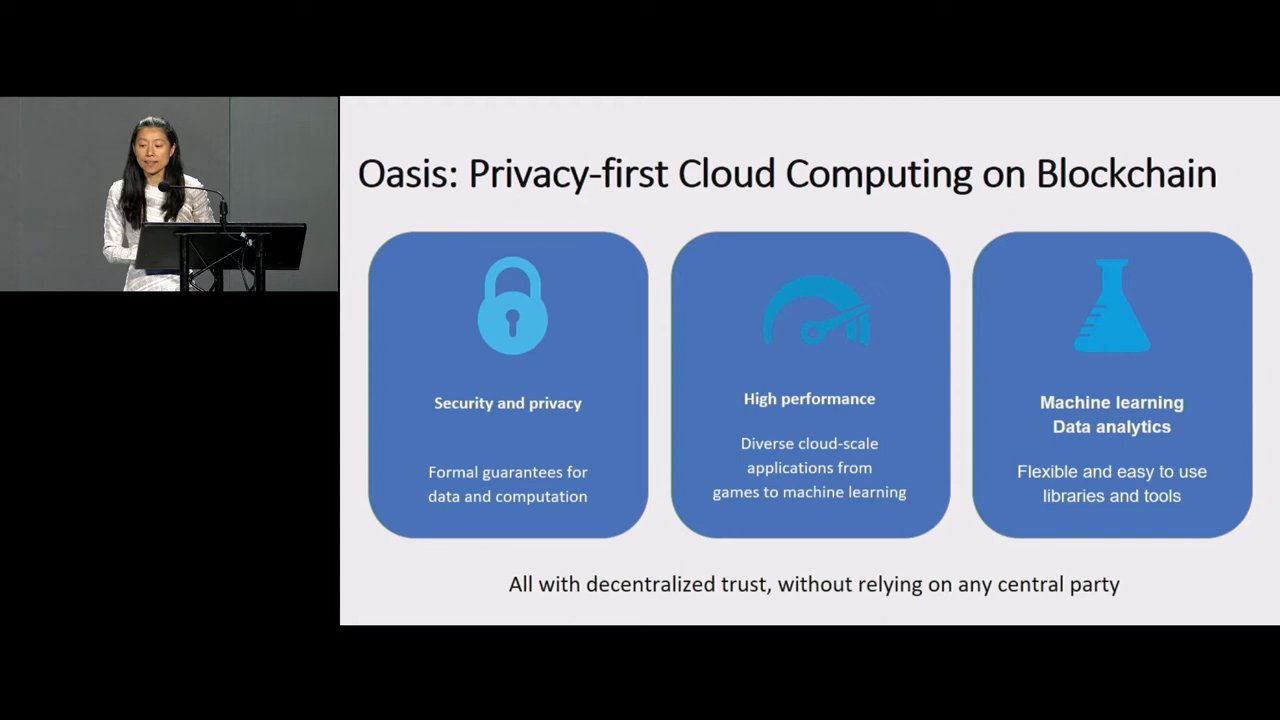 Oasis: Privacy-first Cloud Computing on Blockchain
Security and privacy
Formal guarantees for
data and computation
High performance
Diverse cloud-scale
applications from
games to machine learning
Machine learning
Data analytics
Flexible and easy to use
libraries and tools
All with decentralized trust, without relying on any central party